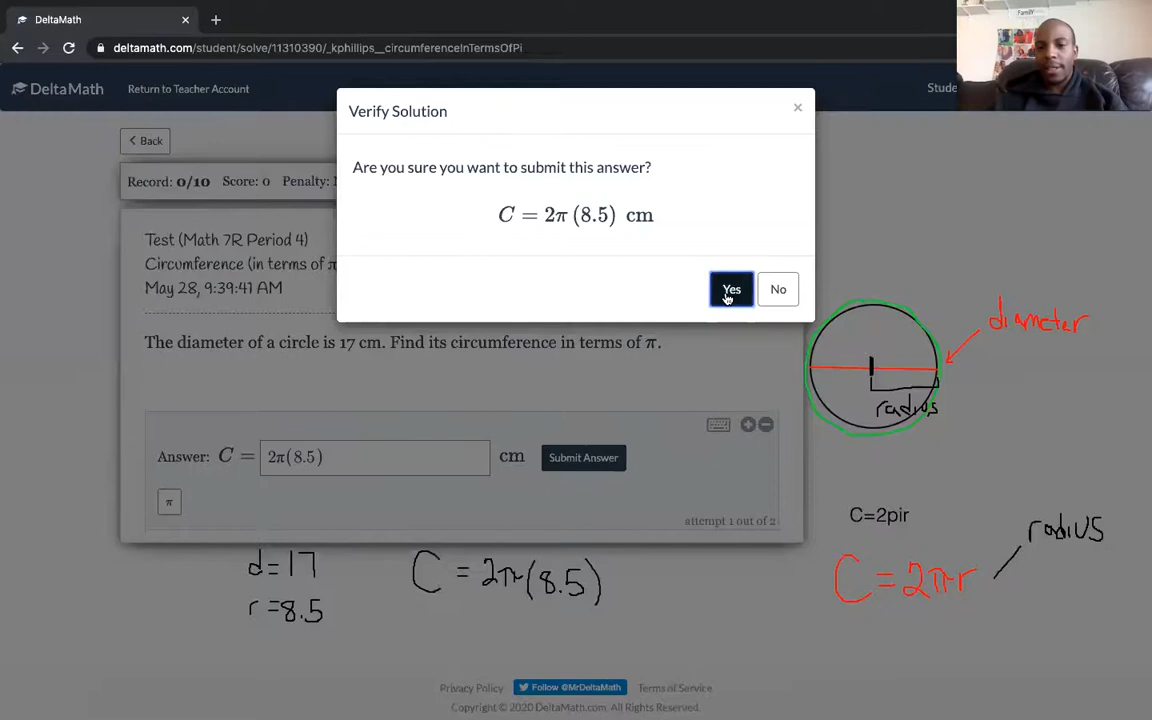 DeltaMath
deltamath.com/student/solve/11310390/_kphillips__circumferenceInTermsOfPi
Family
DeltaMath
Return to Teacher Account
Stude
Verify Solution
×
Are you sure you want to submit this answer?
C = 2π (8.5) cm
Yes
No
Back
Record: 0/10 Score: 0 Penalty:
Test (Math 7R Period 4)
Circumference (in terms of π
May 28, 9:39:41 AM
The diameter of a circle is 17 cm. Find its circumference in terms of π.
Answer: C = 2π(8.5) cm Submit Answer
π
attempt 1 out of 2
diameter
radius
C=2pir
radius
C = 2πr
d=17
r=8.5
C = 2π(8.5)
Privacy Policy Follow @MrDeltaMath Terms of Service
Copyright © 2020 DeltaMath.com. All Rights Reserved.